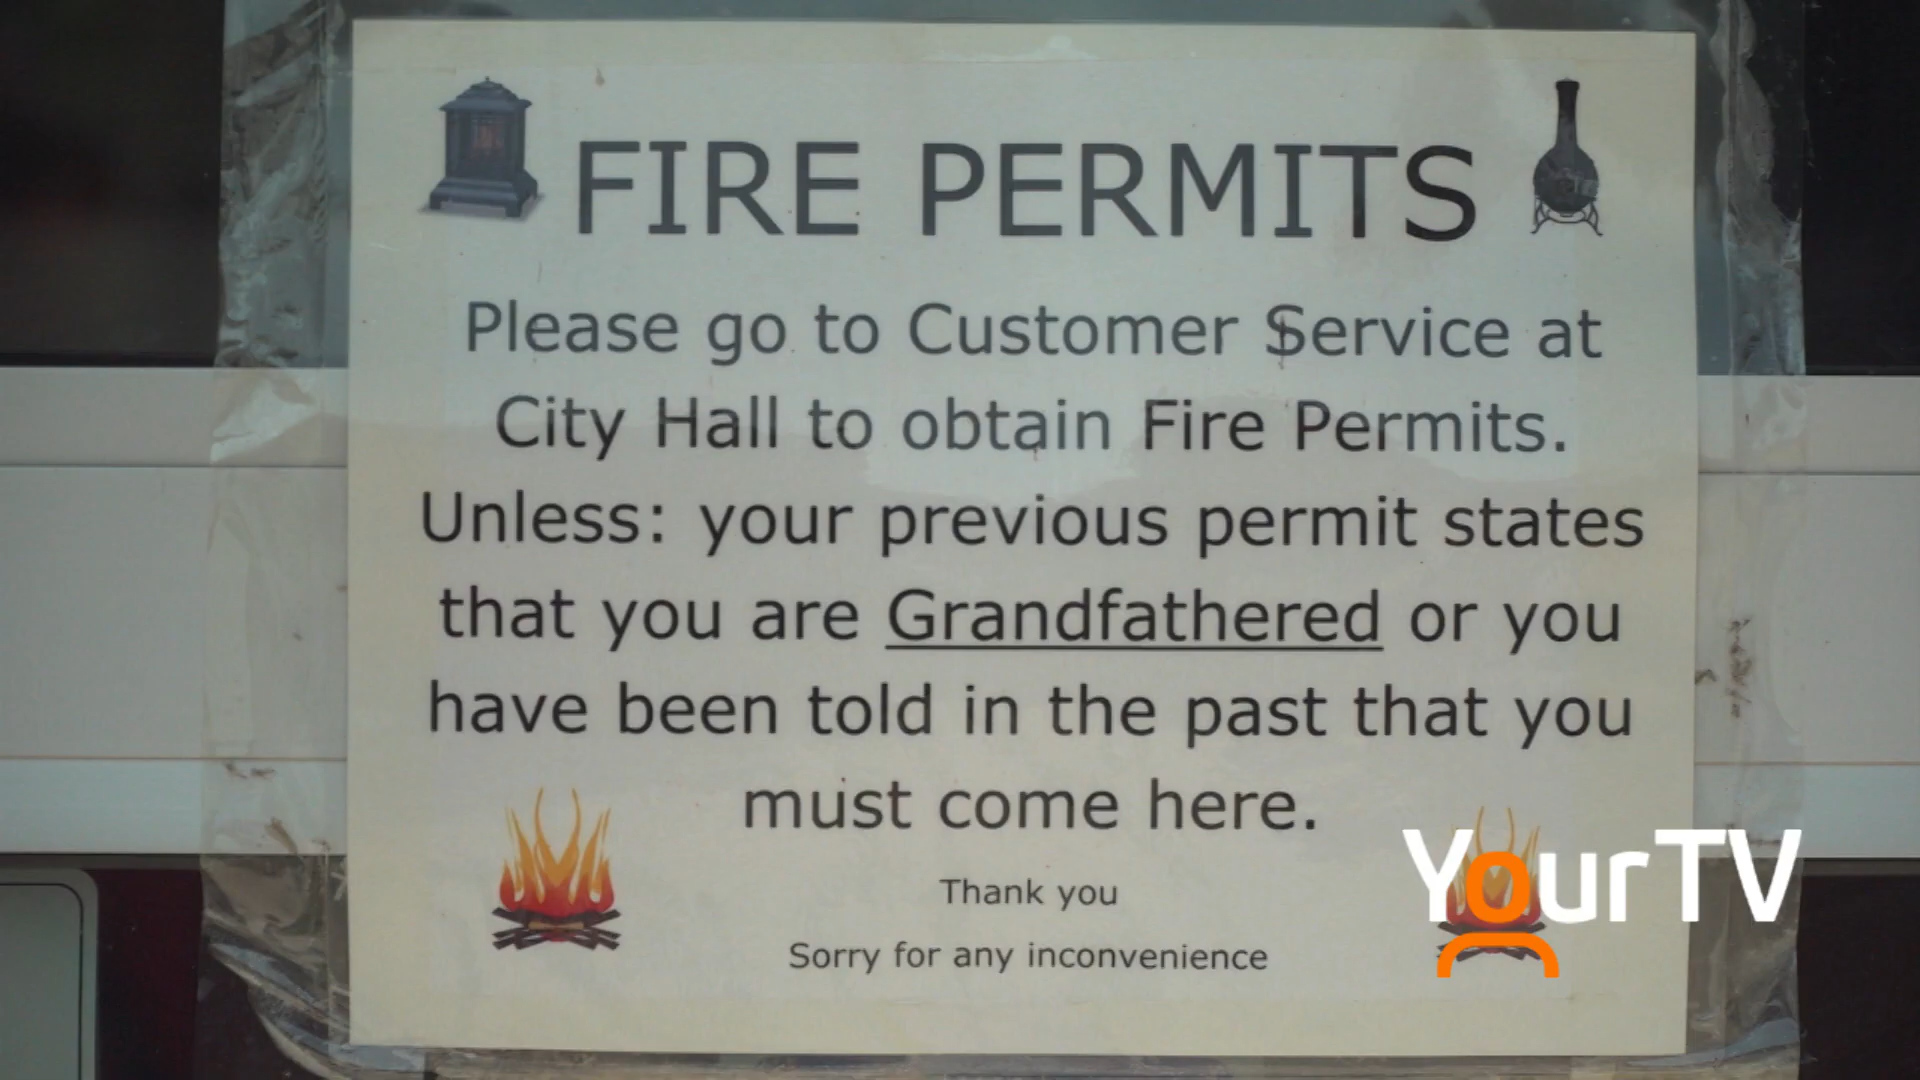 FIRE PERMITS
Please go to Customer Service at
City Hall to obtain Fire Permits.
Unless: your previous permit states
that you are Grandfathered or you
have been told in the past that you
must come here.
Thank you
Sorry for any inconvenience
YourTV